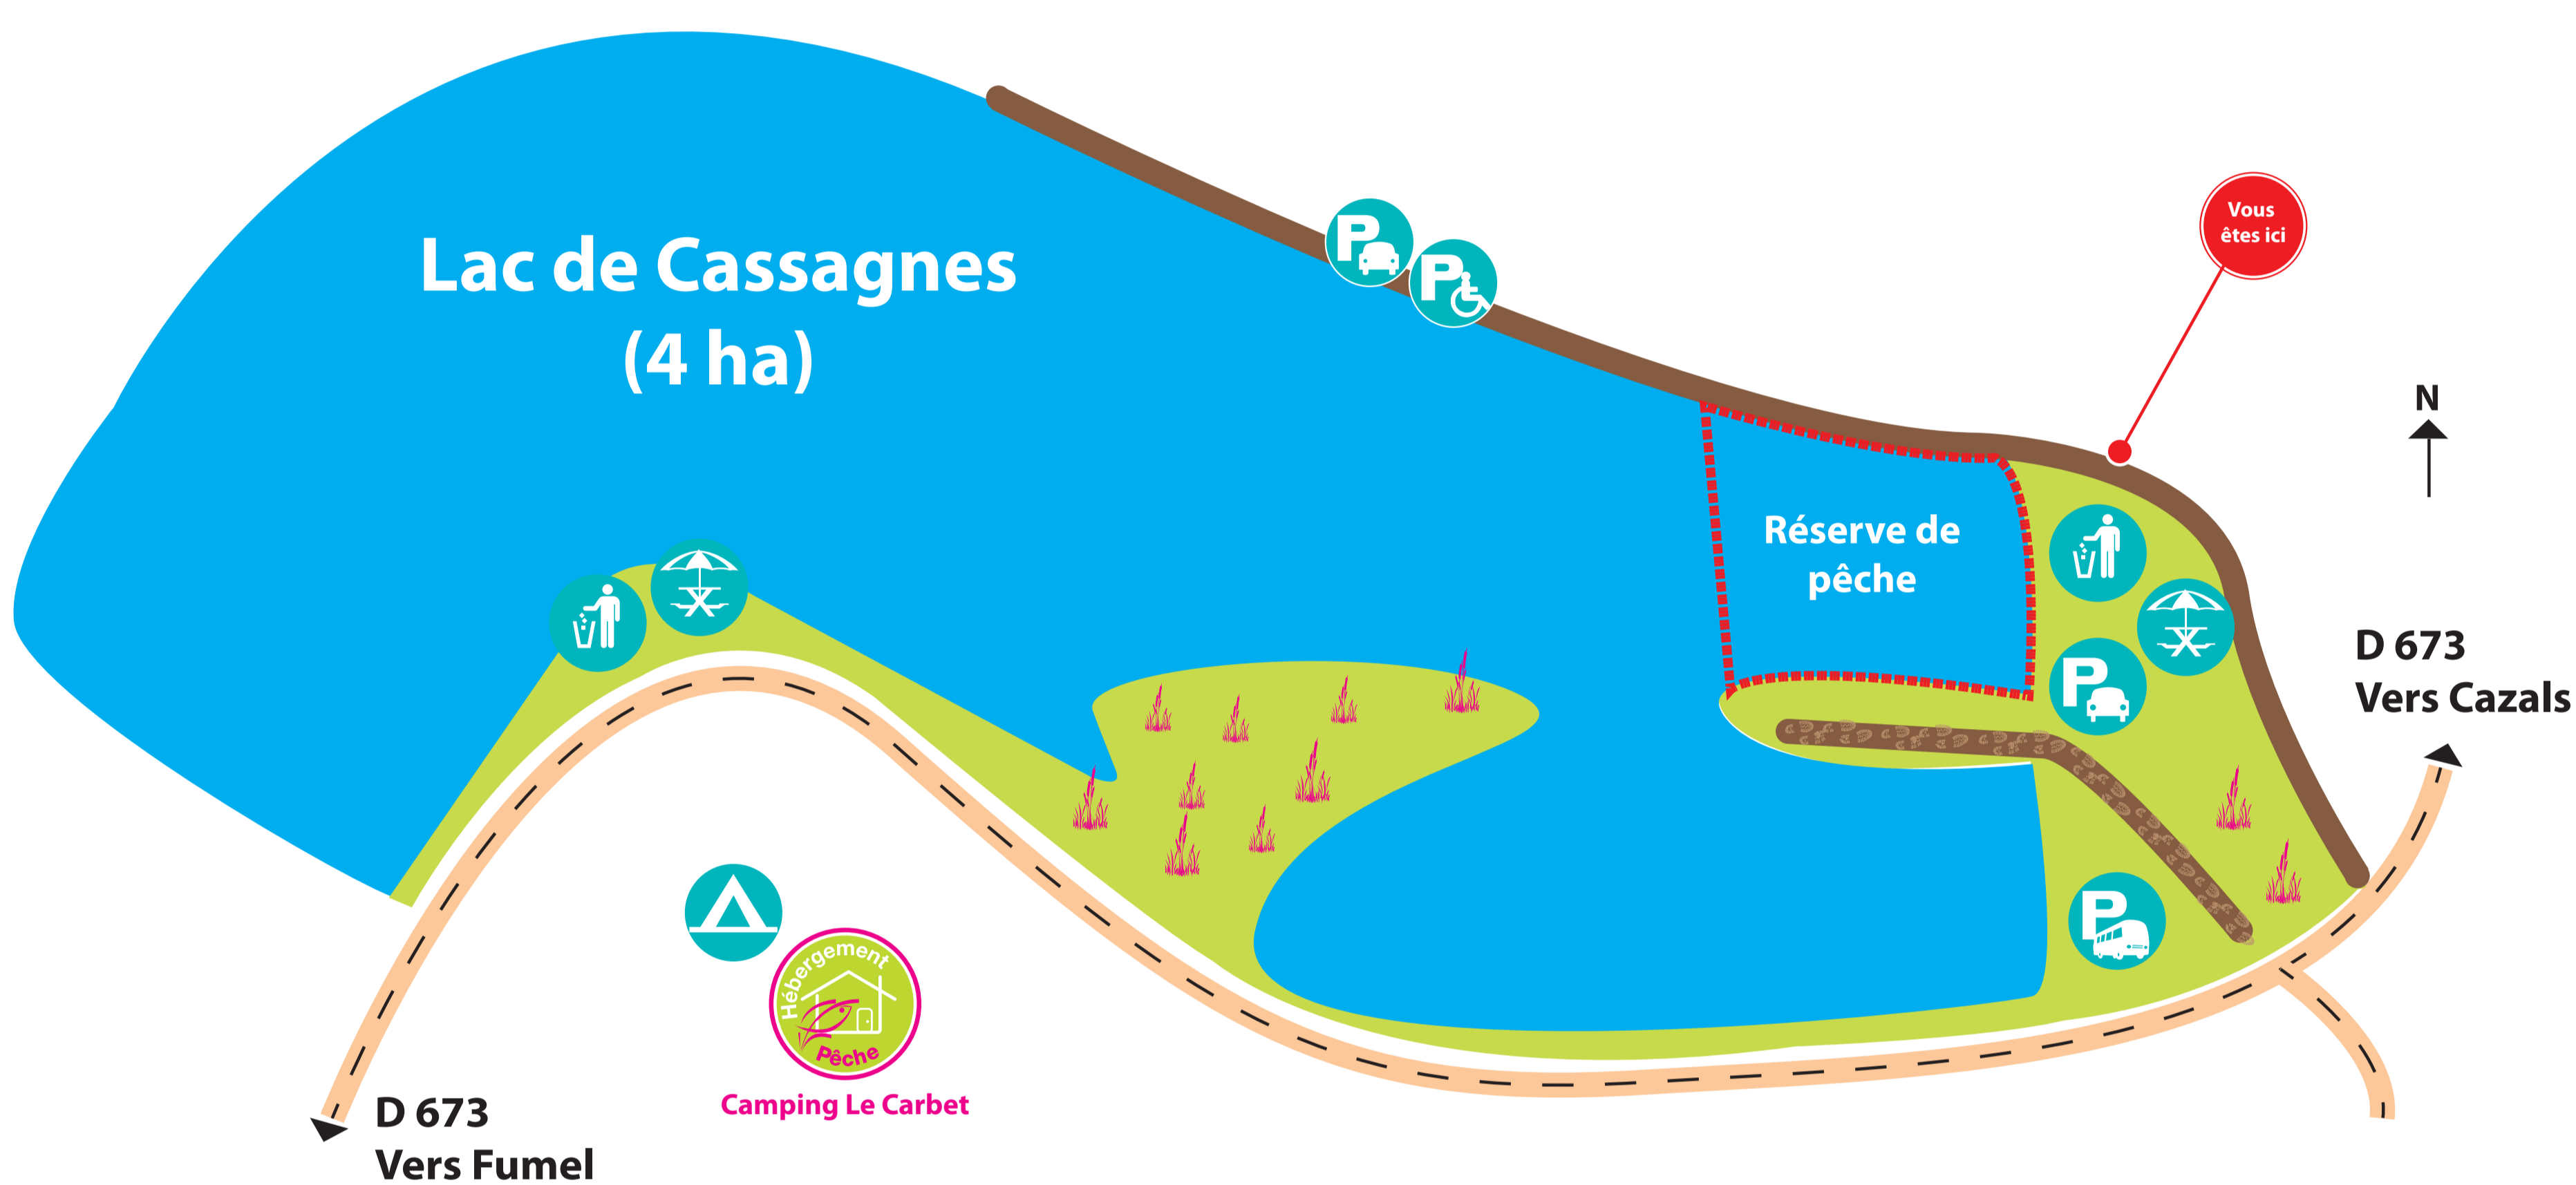 Lac de Cassagnes
(4 ha)
P
P
Vous
êtes ici
N
Réserve de
pêche
P
D 673
Vers Cazals
P
Hébergement
Pêche
Camping Le Carbet
D 673
Vers Fumel